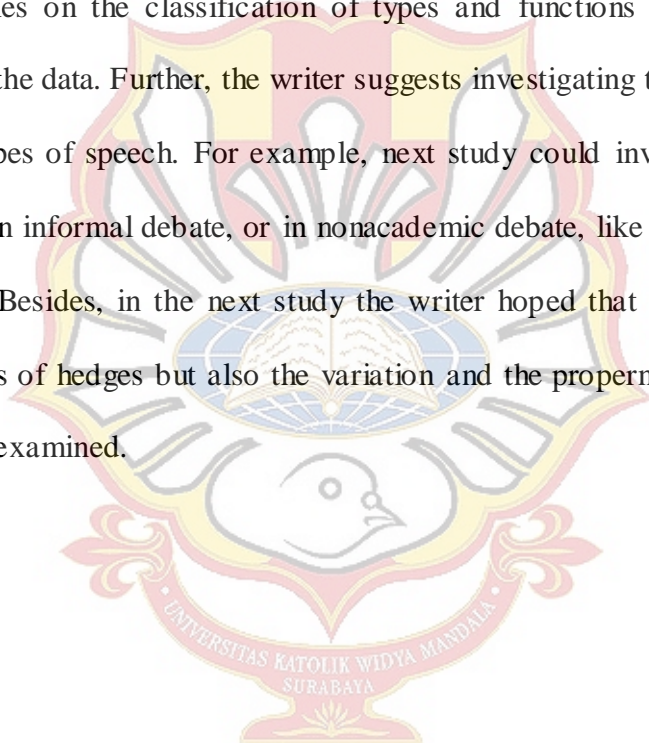 es on the classification of types and functions
the data. Further, the writer suggests investigating t
pes of speech. For example, next study could inv
n informal debate, or in nonacademic debate, like
Besides, in the next study the writer hoped that
s of hedges but also the variation and the propern
examined.
UNIVERSITAS KATOLIK WIDYA MANDALA
SURABAYA